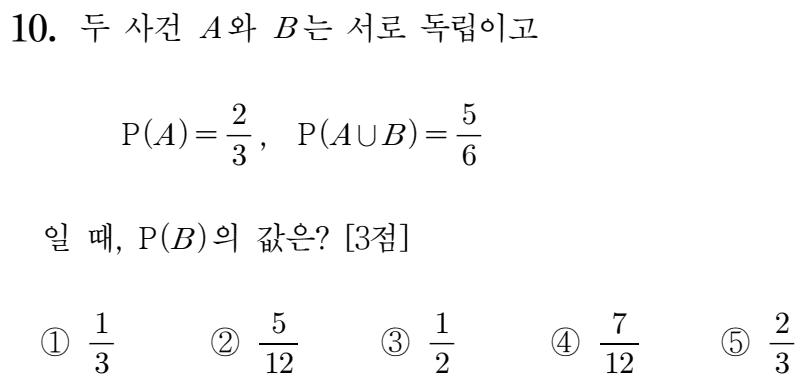 10. 두 사건 A와 B는 서로 독립이고
P(A) = 2/3, P(A∪B) = 5/6
일 때, P(B)의 값은? [3점]
① 1/3 ② 5/12 ③ 1/2 ④ 7/12 ⑤ 2/3